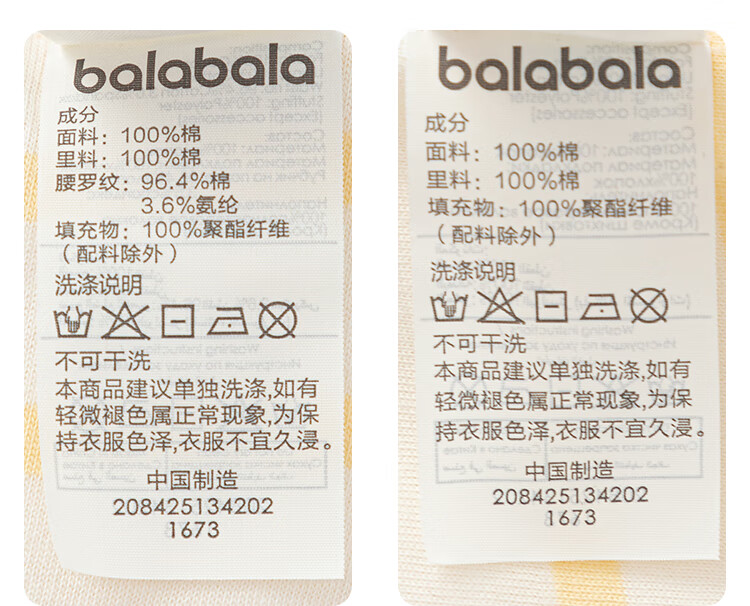 balabala
成分
面料：100%棉
里料：100%棉
腰罗纹：96.4%棉
3.6%氨纶
填充物：100%聚酯纤维
（配料除外）
洗涤说明
不可干洗
本商品建议单独洗涤,如有
轻微褪色属正常现象,为保
持衣服色泽,衣服不宜久浸。
中国制造
208425134202
1673
balabala
成分
面料：100%棉
里料：100%棉
填充物：100%聚酯纤维
（配料除外）
洗涤说明
不可干洗
本商品建议单独洗涤,如有
轻微褪色属正常现象,为保
持衣服色泽,衣服不宜久浸。
中国制造
208425134202
1673